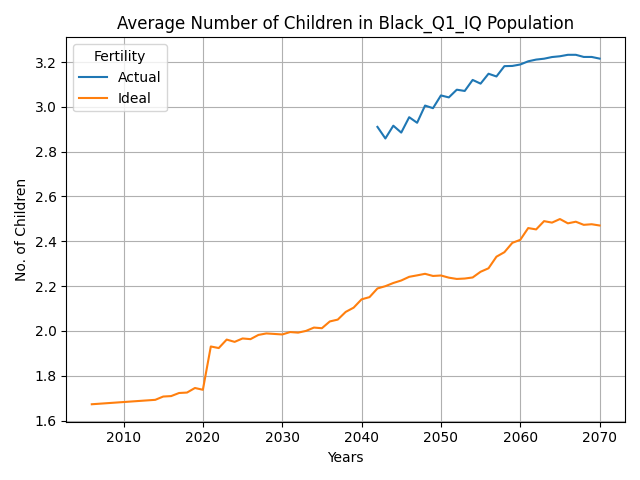 Average Number of Children in Black_Q1_IQ Population
Fertility
Actual
Ideal
No. of Children
3.2
3.0
2.8
2.6
2.4
2.2
2.0
1.8
1.6
2010 2020 2030 2040 2050 2060 2070
Years